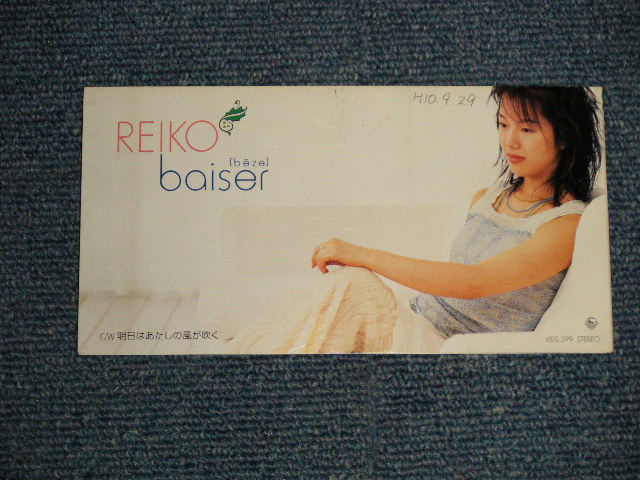 H10.9.29
REIKO
[bēze]
baiser
C/W 明日はあたしの風が吹く
KIDS 399 STEREO